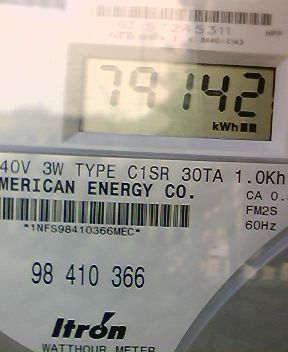 HPP
79142
kWh
40V 3W TYPE C1SR 30TA 1.0Kh
MERICAN ENERGY CO.
CA 0.
FM2S
60Hz
*1NFS98410366MEC*
98 410 366
Itron
WATTHOUR METER